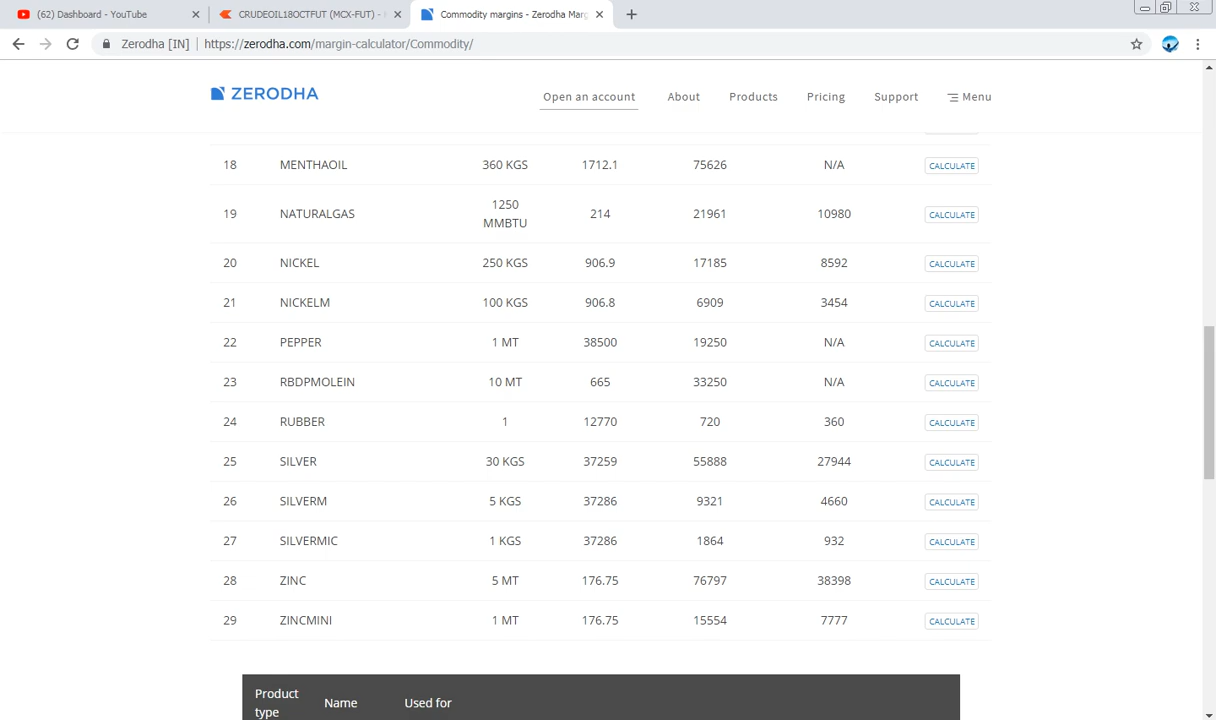 (62) Dashboard - YouTube
CRUDEOIL18OCTFUT (MCX-FUT) -
Commodity margins - Zerodha Marg
Zerodha [IN] https://zerodha.com/margin-calculator/Commodity/
ZERODHA
Open an account About Products Pricing Support Menu
18 MENTHAOIL 360 KGS 1712.1 75626 N/A CALCULATE
19 NATURALGAS 1250 MMBTU 214 21961 10980 CALCULATE
20 NICKEL 250 KGS 906.9 17185 8592 CALCULATE
21 NICKELM 100 KGS 906.8 6909 3454 CALCULATE
22 PEPPER 1 MT 38500 19250 N/A CALCULATE
23 RBDPMOLEIN 10 MT 665 33250 N/A CALCULATE
24 RUBBER 1 12770 720 360 CALCULATE
25 SILVER 30 KGS 37259 55888 27944 CALCULATE
26 SILVERM 5 KGS 37286 9321 4660 CALCULATE
27 SILVERMIC 1 KGS 37286 1864 932 CALCULATE
28 ZINC 5 MT 176.75 76797 38398 CALCULATE
29 ZINCMINI 1 MT 176.75 15554 7777 CALCULATE
Product type Name Used for